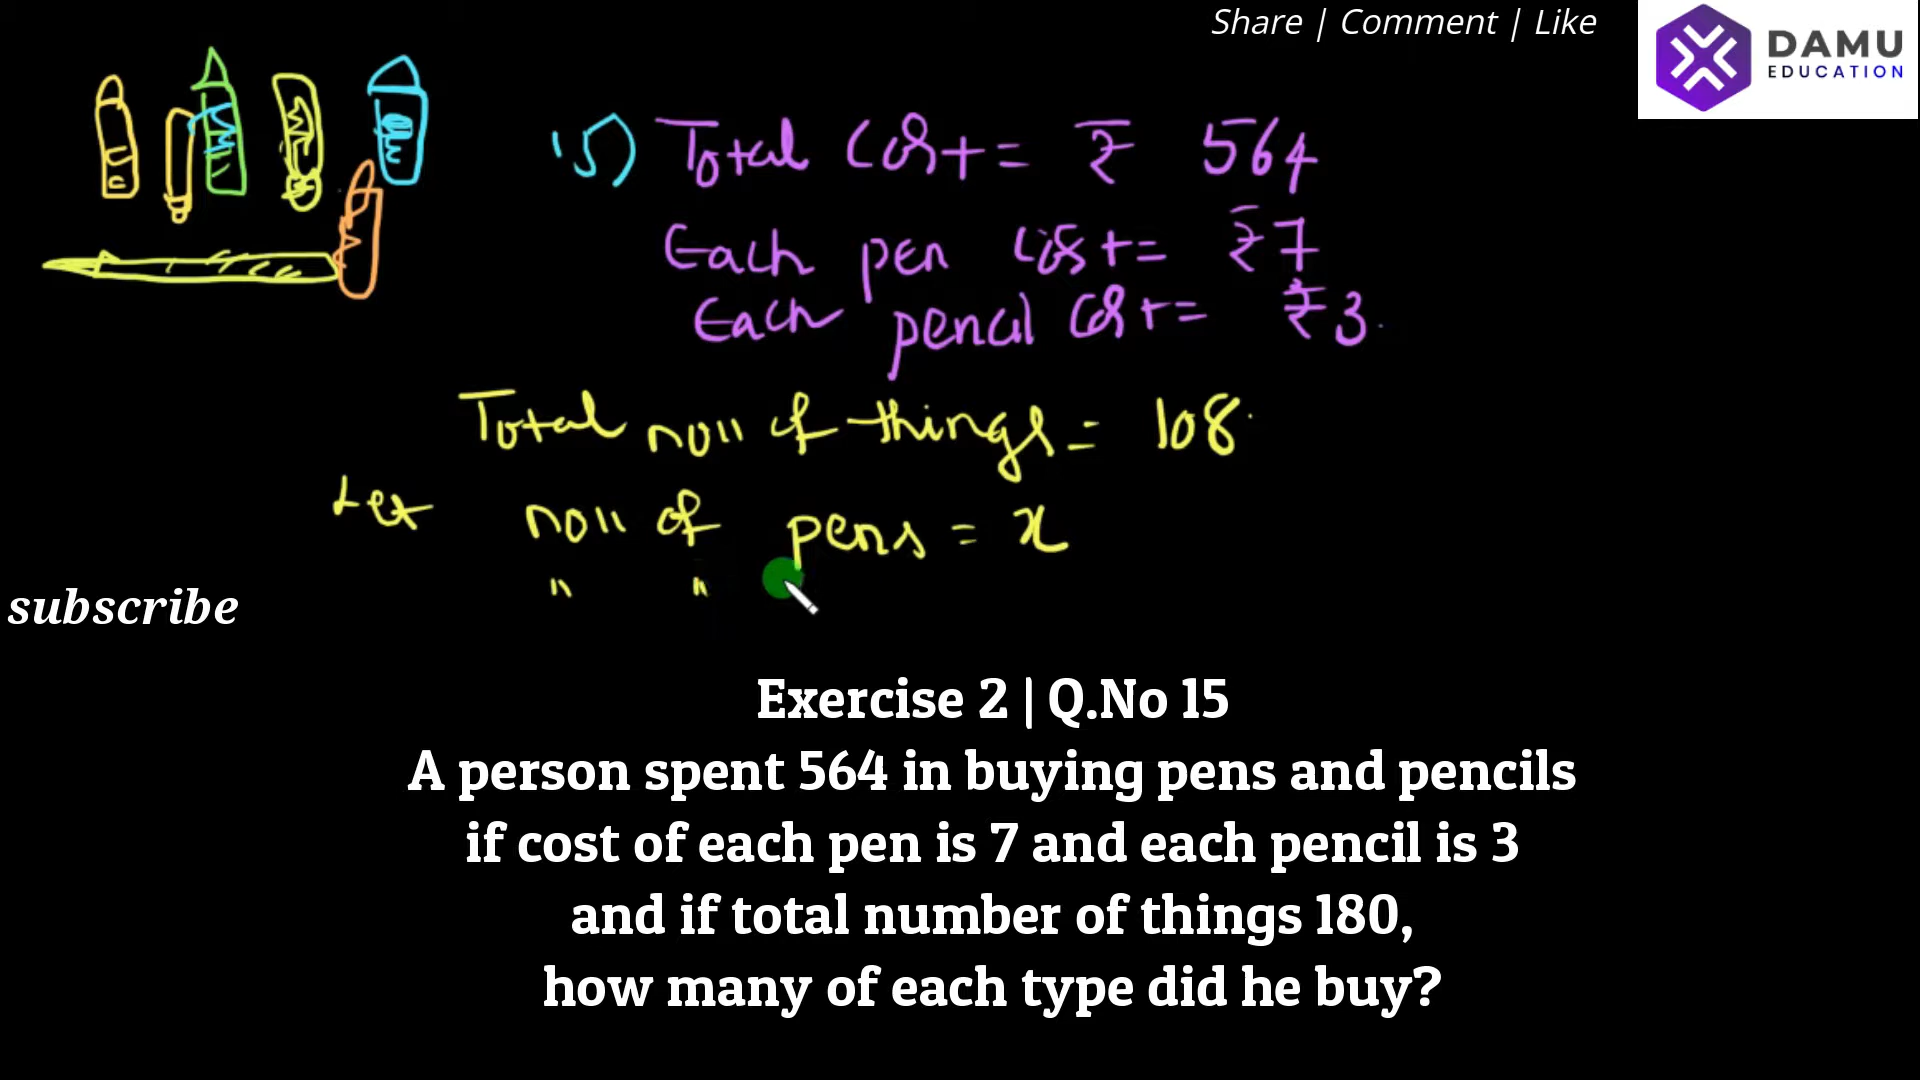 Share | Comment | Like
DAMU
EDUCATION
15) Total Cost = ₹ 564
Each pen cost = ₹ 7
Each pencil cost = ₹ 3.
Total no" of things = 108.
Let no" of pens = x
" "
subscribe
Exercise 2 | Q.No 15
A person spent 564 in buying pens and pencils
if cost of each pen is 7 and each pencil is 3
and if total number of things 180,
how many of each type did he buy?